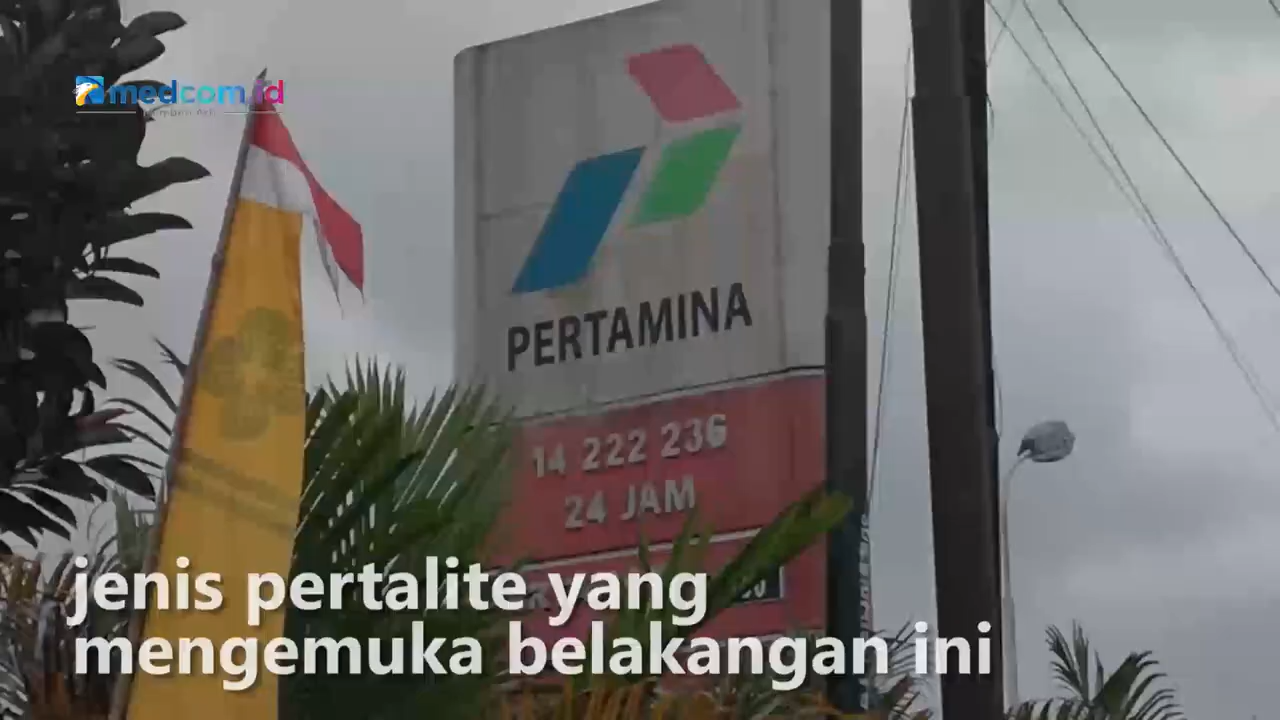 medcom.id
PERTAMINA
14 222 236
24 JAM
jenis pertalite yang
mengemuka belakangan ini